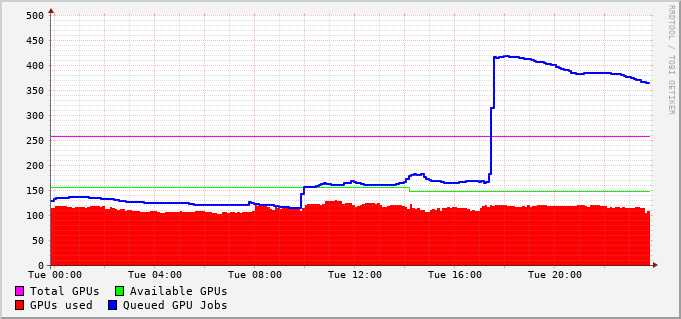 500
450
400
350
300
250
200
150
100
50
0
Tue 00:00 Tue 04:00 Tue 08:00 Tue 12:00 Tue 16:00 Tue 20:00
Total GPUs Available GPUs
GPUs used Queued GPU Jobs
RRDTOOL / TOBI OETIKER